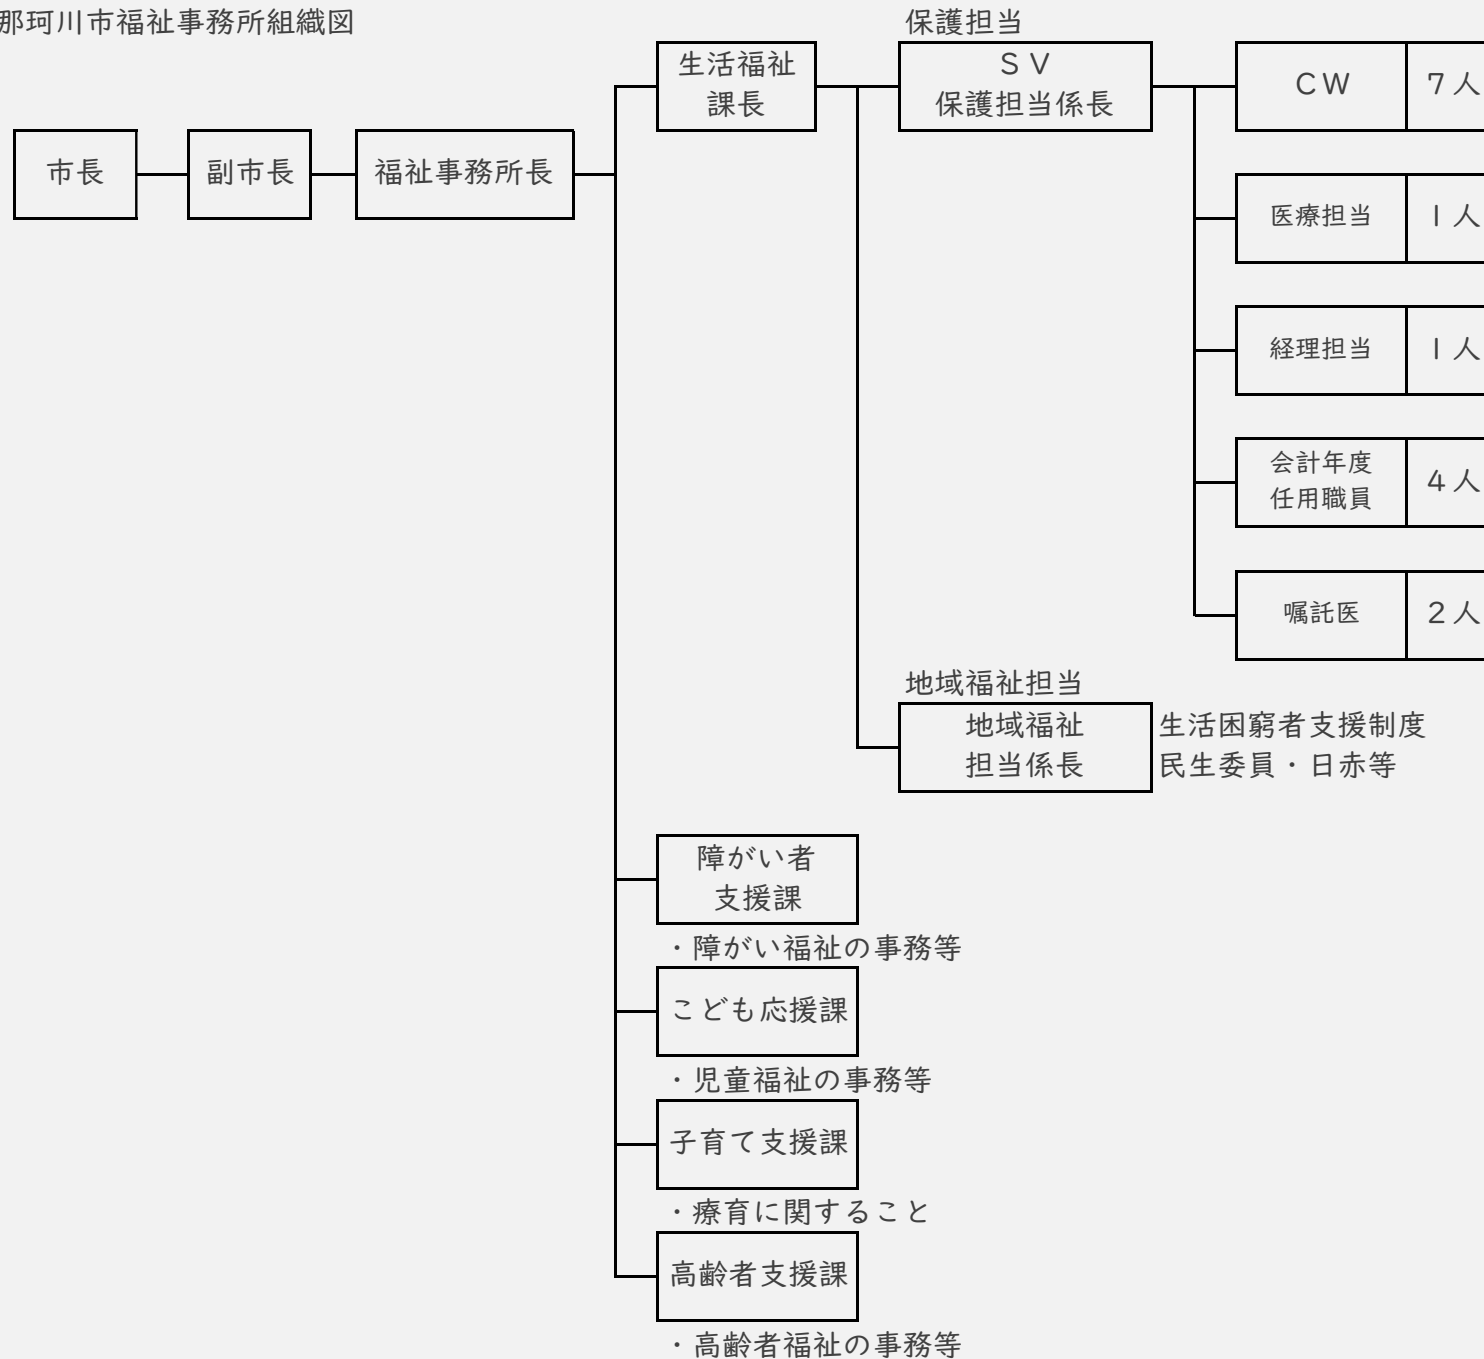 那珂川市福祉事務所組織図
市長
副市長
福祉事務所長
生活福祉
課長
保護担当
ＳＶ
保護担当係長
ＣＷ
７人
医療担当
１人
経理担当
１人
会計年度
任用職員
４人
嘱託医
２人
地域福祉担当
地域福祉
担当係長
生活困窮者支援制度
民生委員・日赤等
障がい者
支援課
・障がい福祉の事務等
こども応援課
・児童福祉の事務等
子育て支援課
・療育に関すること
高齢者支援課
・高齢者福祉の事務等